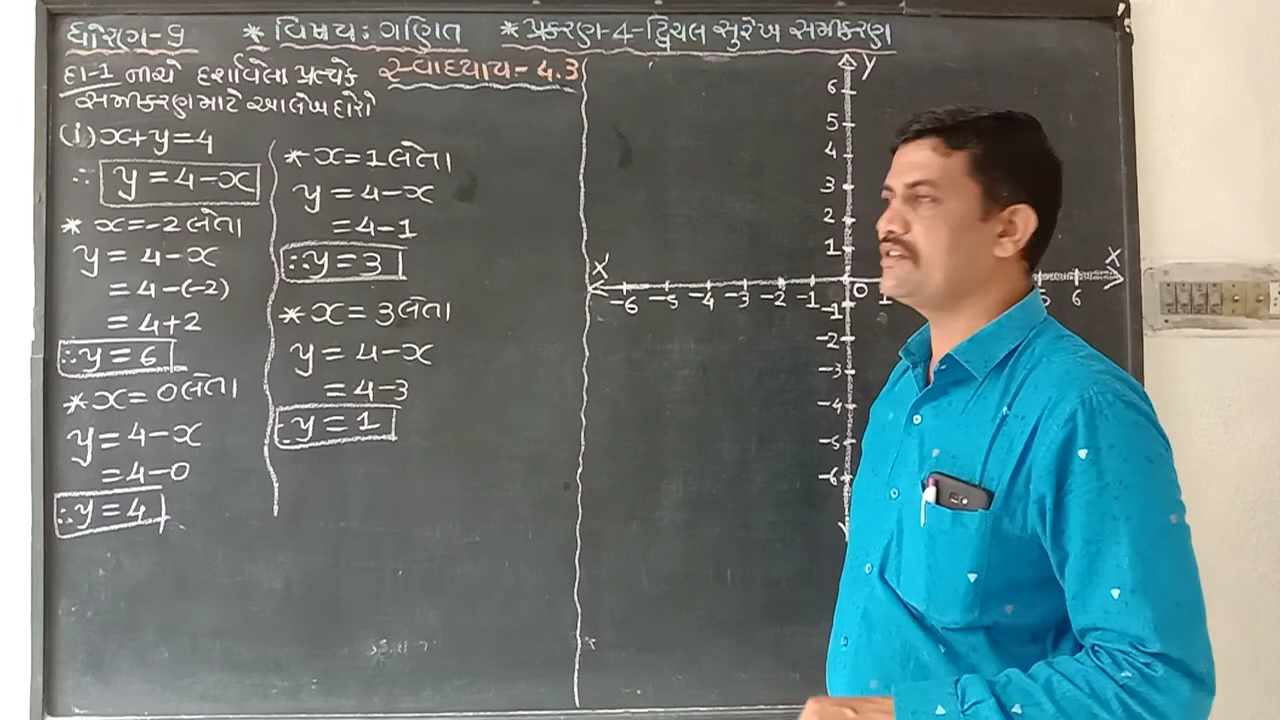 ધોરણ-9 * વિષય: ગણિત * પ્રકરણ-4-દ્વિચલ સુરેખ સમીકરણ
દા-1 નીચે દર્શાવેલા પ્રત્યેક સ્વાધ્યાય-4.3
સમીકરણ માટે આલેખ દોરો
(i) x+y=4
∴ y=4-x
* x=-2 લેતા
y = 4-x
= 4-(-2)
= 4+2
∴y = 6
* x= 0 લેતા
y=4-x
=4-0
∴y = 4
* x=1 લેતા
y = 4-x
=4-1
∴y=3
* x= 3 લેતા
y= 4-x
=4-3
∴y=1
Y
6
5
4
3
2
1
X' X
-6 -5 -4 -3 -2 -1 0 1 5 6
-1
-2
-3
-4
-5
-6